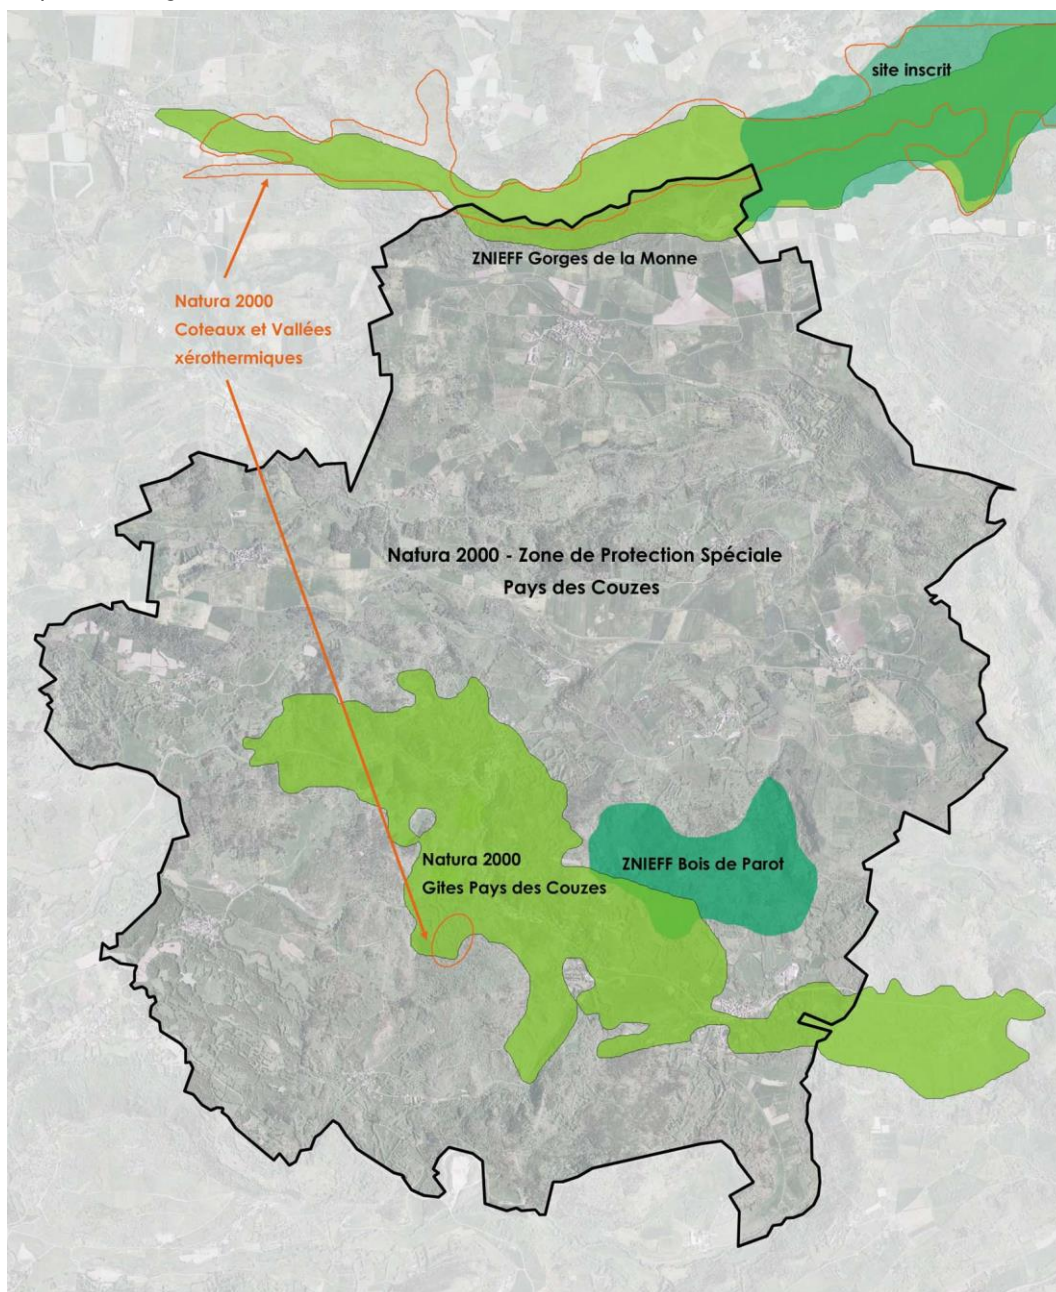 site inscrit
ZNIEFF Gorges de la Monne
Natura 2000
Coteaux et Vallées
xérothermiques
Natura 2000 - Zone de Protection Spéciale
Pays des Couzes
Natura 2000
Gites Pays des Couzes
ZNIEFF Bois de Parot